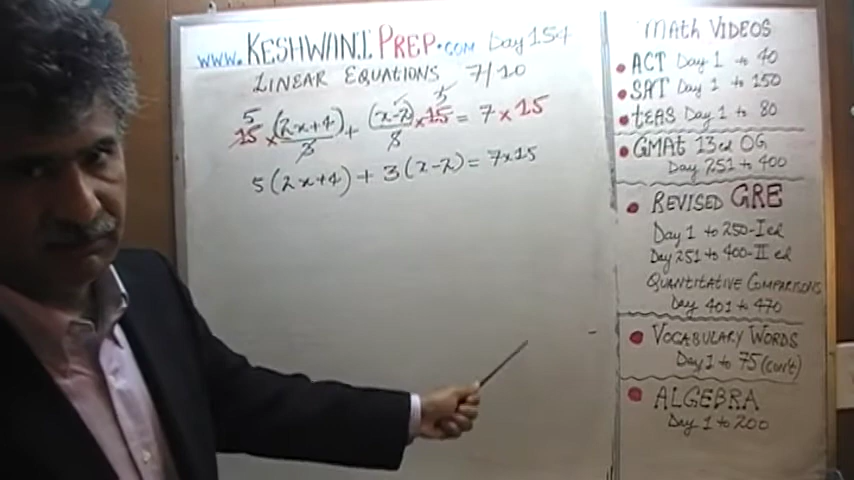 www.KESHWANIPREP.com Day 154
LINEAR EQUATIONS 7/10
5 5
15 x (2x+4) + (x-2) x 15 = 7 x 15
3 8
5(2x+4) + 3(x-2) = 7x15
Math VIDEOS
ACT Day 1 to 40
SAT Day 1 to 150
tEAS Day 1 to 80
GMAt 13ed OG
Day 251 to 400
REVISED GRE
Day 1 to 250-I ed
Day 251 to 400-II ed
QUANTITATIVE COMPARISONS
Day 401 to 470
VOCABULARY WORDS
Day 1 to 75 (con't)
ALGEBRA
Day 1 to 200